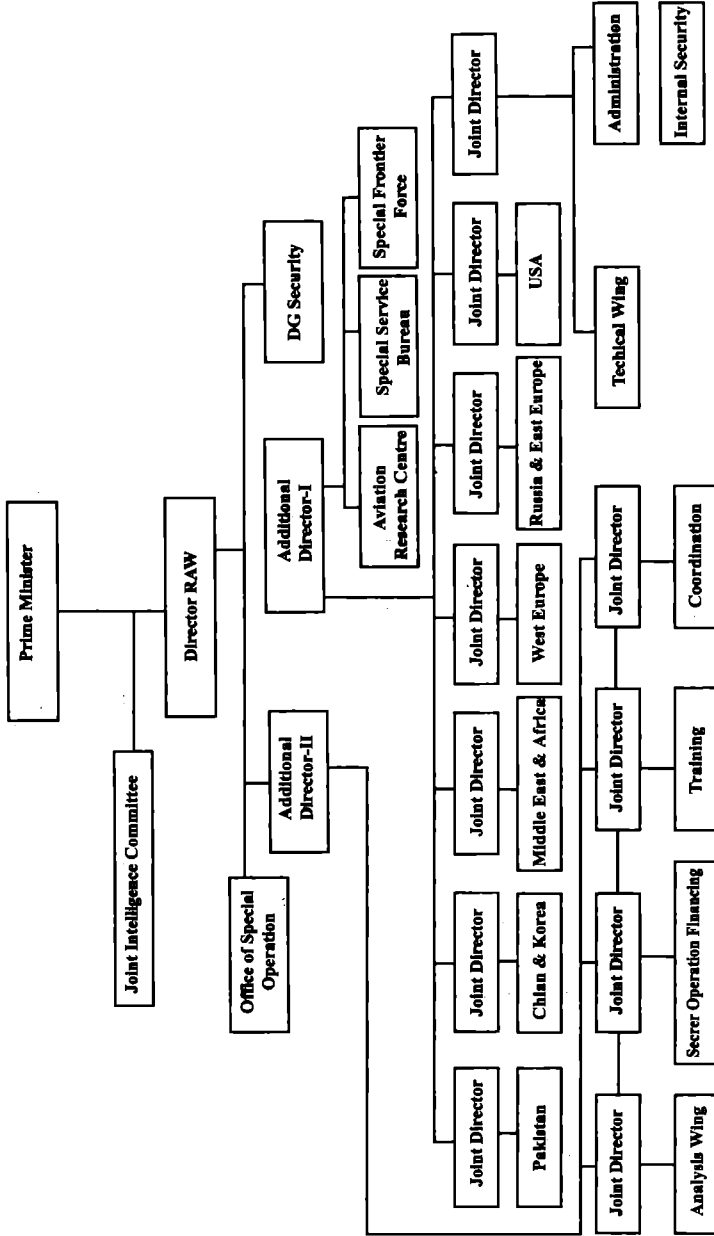 Prime Minister
Joint Intelligence Committee
Director RAW
Office of Special
Operation
Additional
Director-II
Additional
Director-I
DG Security
Aviation
Research Centre
Special Service
Bureau
Special Frontier
Force
Joint Director
Joint Director
Joint Director
Joint Director
Joint Director
Joint Director
Joint Director
Pakistan
Chian & Korea
Middle East & Africa
West Europe
Russia & East Europe
USA
Techical Wing
Administration
Internal Security
Joint Director
Joint Director
Joint Director
Joint Director
Analysis Wing
Secrer Operation Financing
Training
Coordination